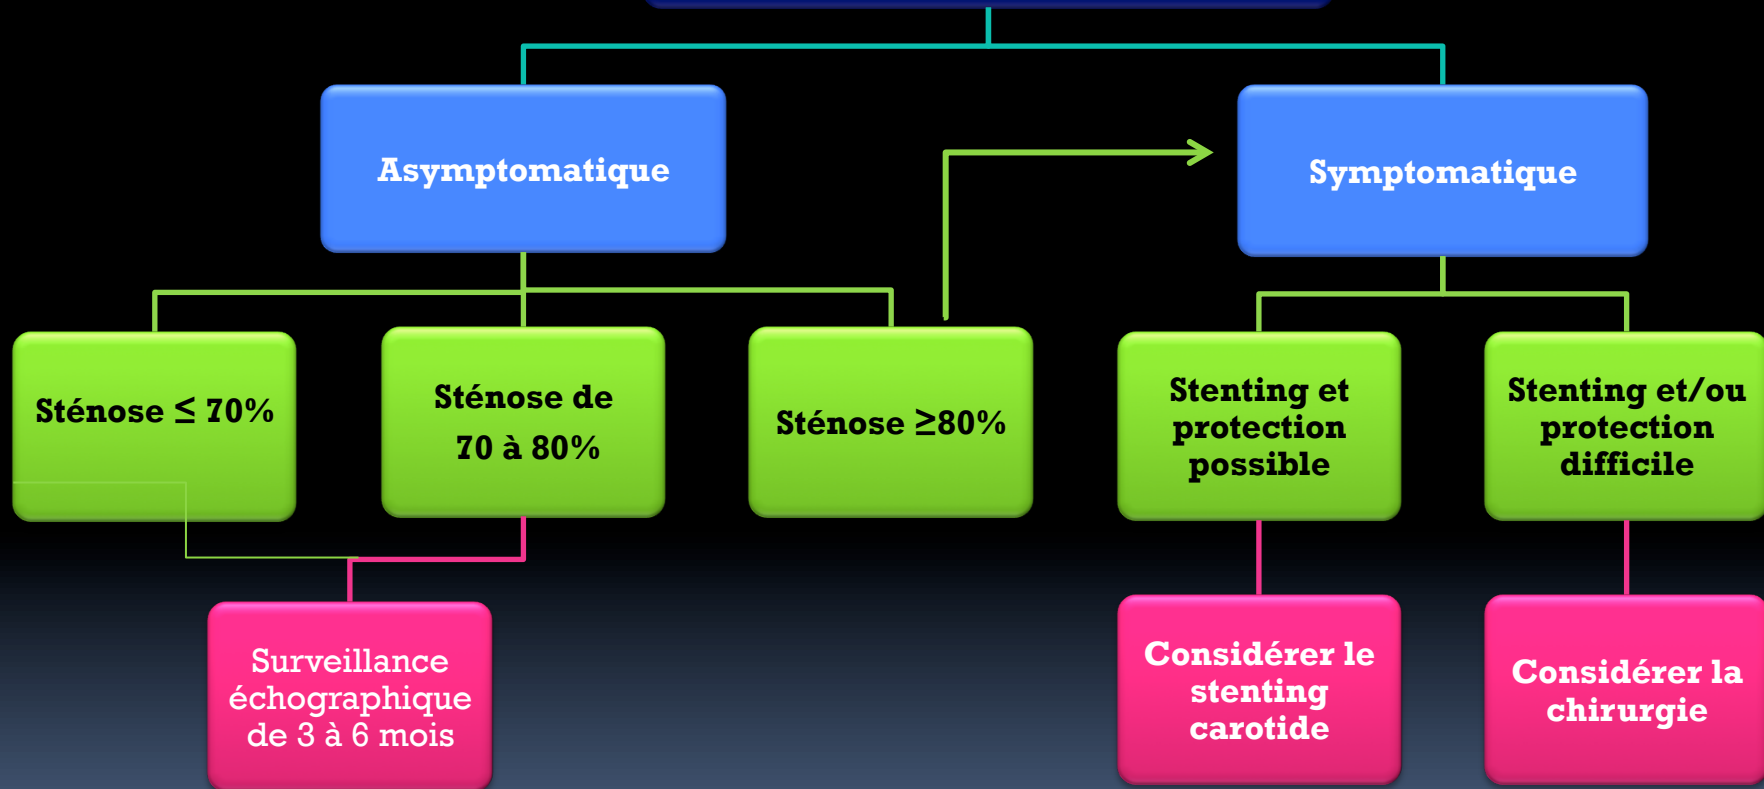 Asymptomatique
Symptomatique
Sténose ≤ 70%
Sténose de
70 à 80%
Sténose ≥80%
Stenting et
protection
possible
Stenting et/ou
protection
difficile
Surveillance
échographique
de 3 à 6 mois
Considérer le
stenting
carotide
Considérer la
chirurgie